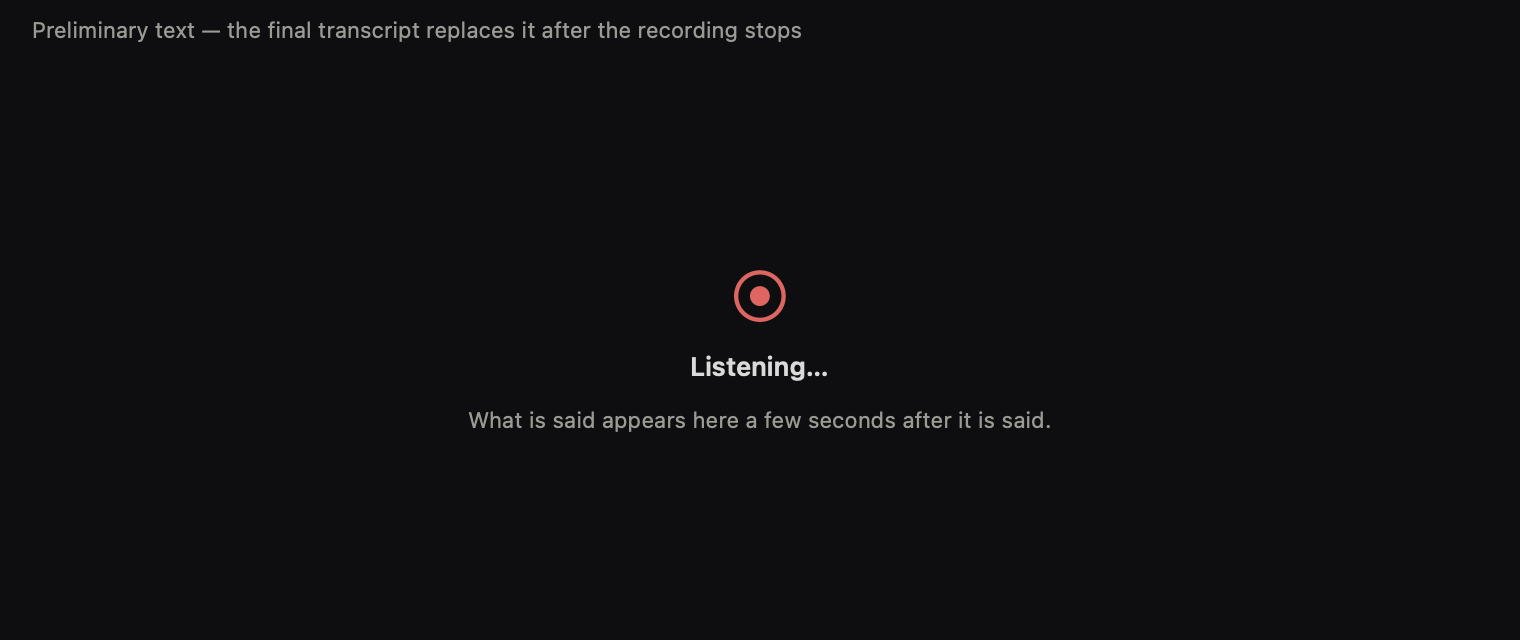 Preliminary text — the final transcript replaces it after the recording stops
Listening...
What is said appears here a few seconds after it is said.